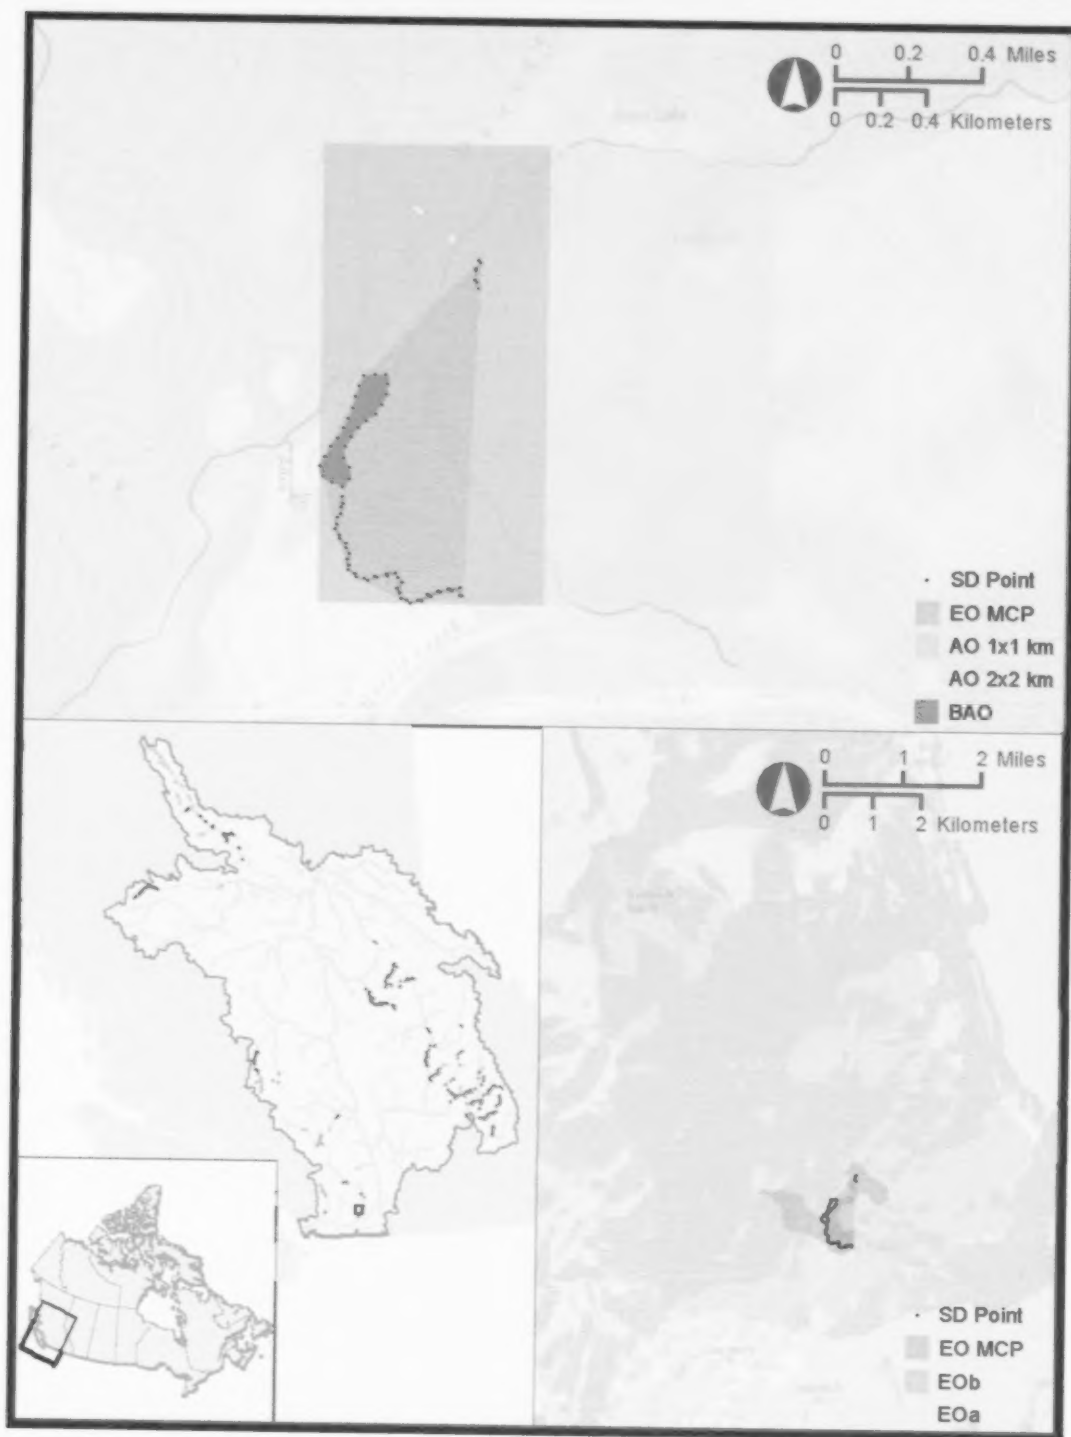 0 0.2 0.4 Miles
0 0.2 0.4 Kilometers
SD Point
EO MCP
AO 1x1 km
AO 2x2 km
BAO
0 1 2 Miles
0 1 2 Kilometers
SD Point
EO MCP
EOb
EOa